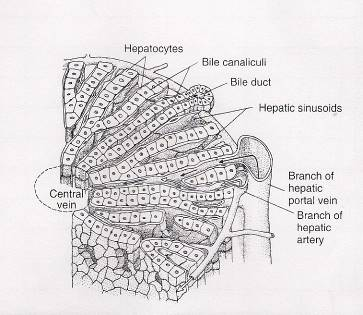 Hepatocytes
Bile canaliculi
Bile duct
Hepatic sinusoids
Central
vein
Branch of
hepatic
portal vein
Branch of
hepatic
artery